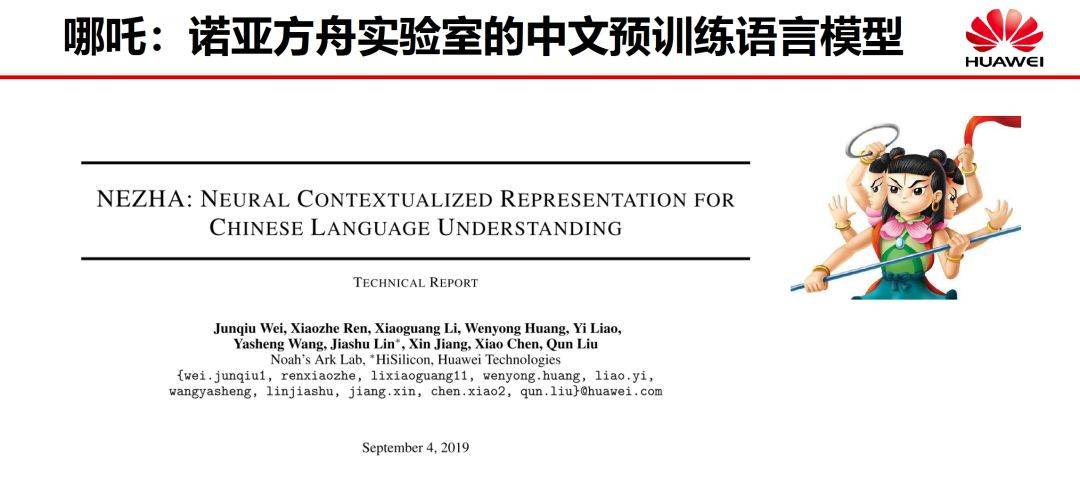 哪吒：诺亚方舟实验室的中文预训练语言模型
HUAWEI
NEZHA: NEURAL CONTEXTUALIZED REPRESENTATION FOR
CHINESE LANGUAGE UNDERSTANDING
TECHNICAL REPORT
Junqiu Wei, Xiaozhe Ren, Xiaoguang Li, Wenyong Huang, Yi Liao,
Yasheng Wang, Jiashu Lin*, Xin Jiang, Xiao Chen, Qun Liu
Noah's Ark Lab, *HiSilicon, Huawei Technologies
{wei.junqiu1, renxiaozhe, lixiaoguang11, wenyong.huang, liao.yi,
wangyasheng, linjiashu, jiang.xin, chen.xiao2, qun.liu}@huawei.com
September 4, 2019